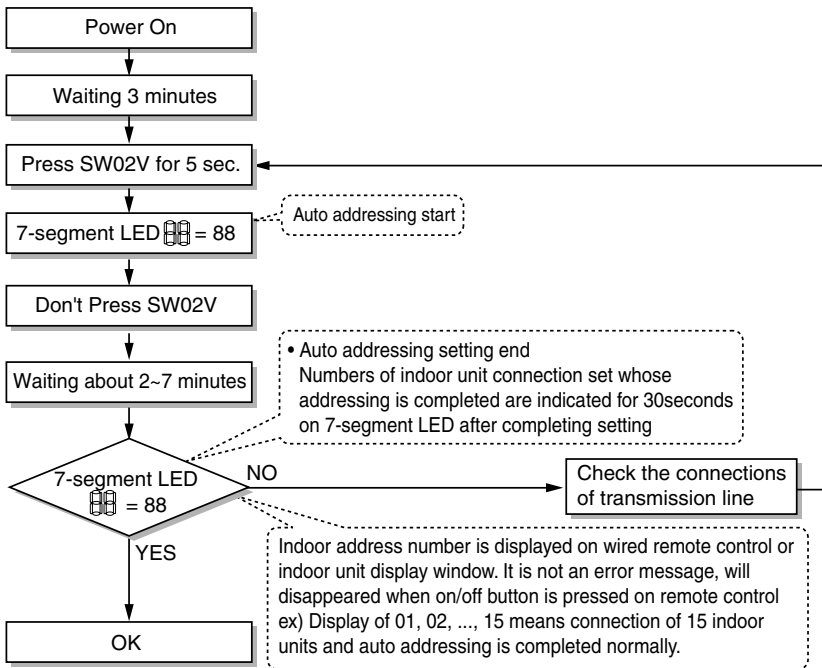 Power On
Waiting 3 minutes
Press SW02V for 5 sec.
7-segment LED 88 = 88
Auto addressing start
Don't Press SW02V
Waiting about 2~7 minutes
• Auto addressing setting end
Numbers of indoor unit connection set whose
addressing is completed are indicated for 30seconds
on 7-segment LED after completing setting
7-segment LED
88 = 88
NO
Check the connections
of transmission line
YES
Indoor address number is displayed on wired remote control or
indoor unit display window. It is not an error message, will
disappeared when on/off button is pressed on remote control
ex) Display of 01, 02, ..., 15 means connection of 15 indoor
units and auto addressing is completed normally.
OK